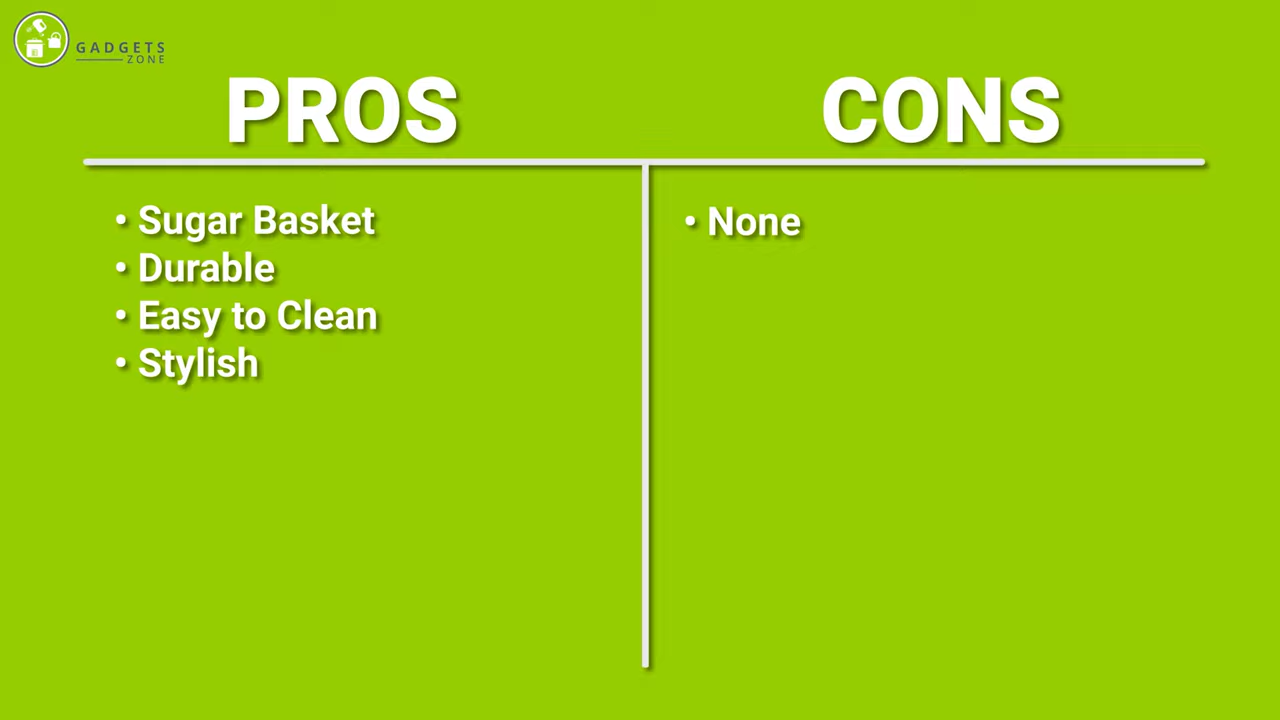 GADGETS
ZONE
PROS
CONS
• Sugar Basket
• Durable
• Easy to Clean
• Stylish
• None